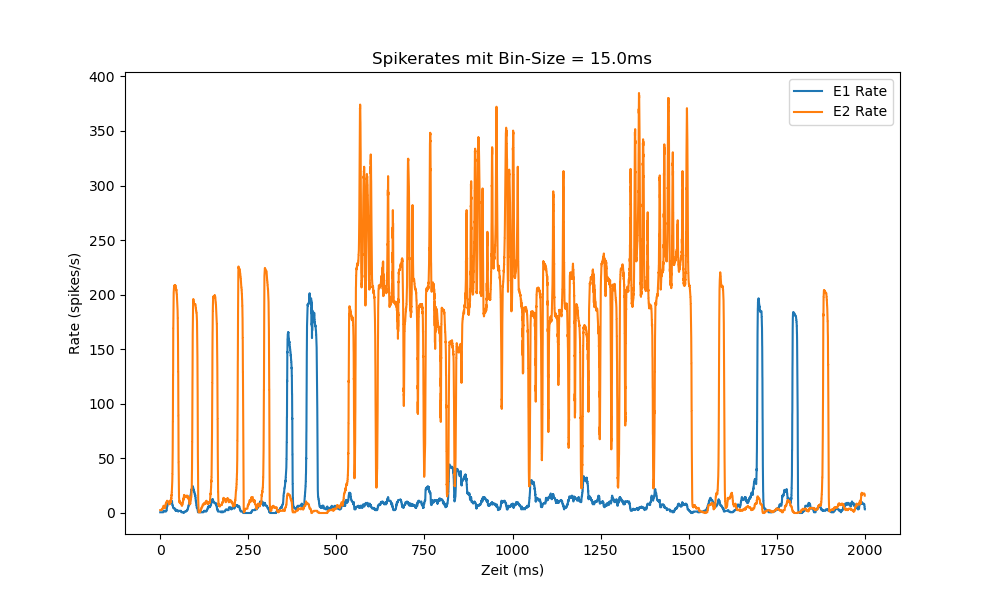 Spikerates mit Bin-Size = 15.0ms
E1 Rate
E2 Rate
400
350
300
250
200
150
100
50
0
Rate (spikes/s)
0 250 500 750 1000 1250 1500 1750 2000
Zeit (ms)